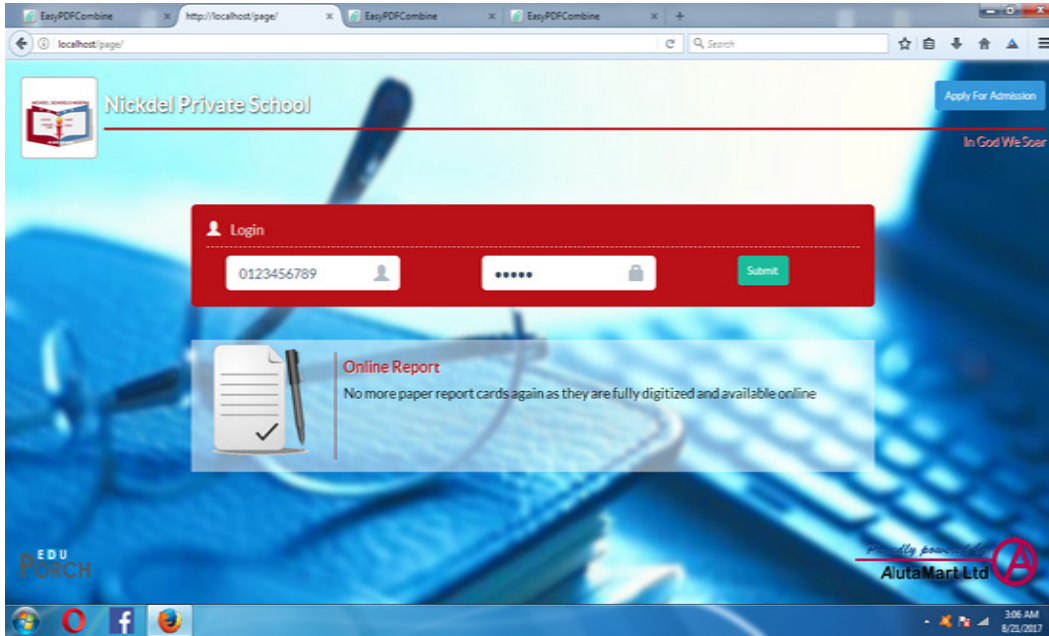 EasyPDFCombine
http://localhost/page/
EasyPDFCombine
EasyPDFCombine
localhost/page/
Search
Nickdel Private School
Apply For Admission
In God We Soar
Login
0123456789
•••••
Submit
Online Report
No more paper report cards again as they are fully digitized and available online
EDU
PORCH
Proudly powered by
AlutaMart Ltd
3:06 AM
8/21/2017